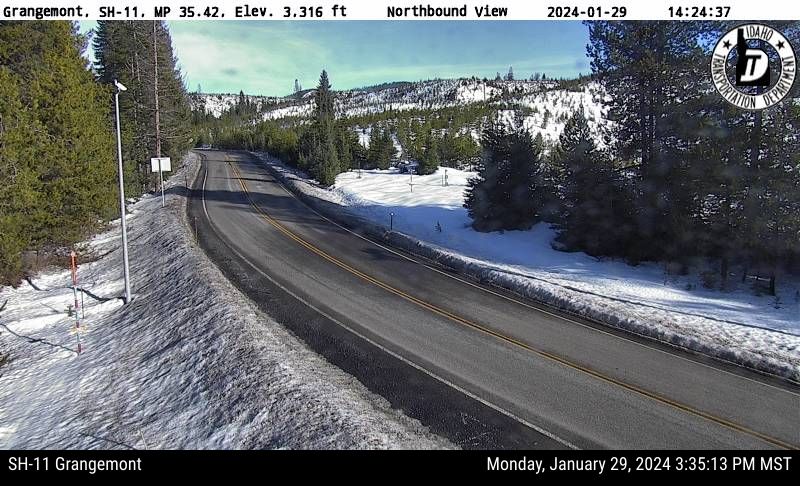 Grangemont, SH-11, MP 35.42, Elev. 3,316 ft Northbound View 2024-01-29 14:24:37
IDAHO
TRANSPORTATION DEPARTMENT
SH-11 Grangemont Monday, January 29, 2024 3:35:13 PM MST